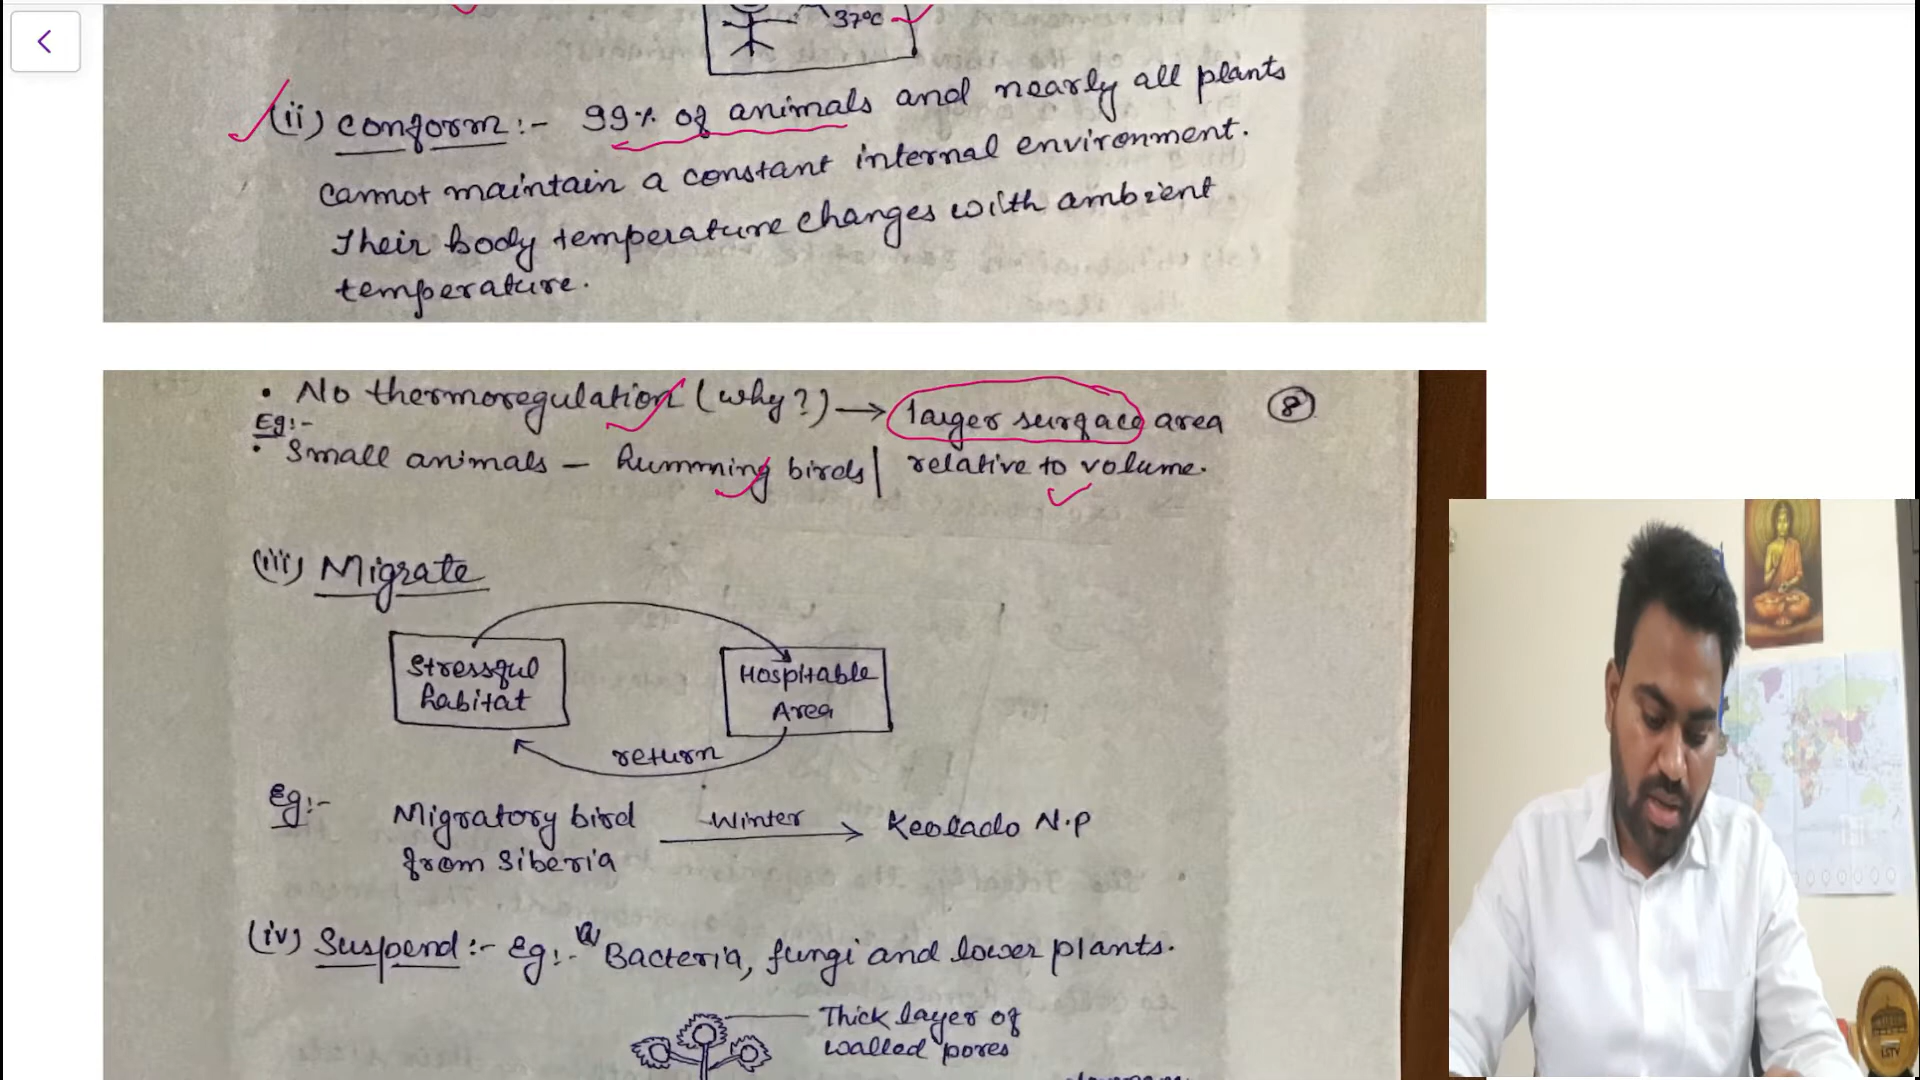 37°C
(ii) conform :- 99% of animals and nearly all plants
cannot maintain a constant internal environment.
Their body temperature changes with ambient
temperature.
• No thermoregulation (why?) → larger surface area
8
Eg:-
• Small animals - humming birds | relative to volume.
(iii) Migrate
Stressful
habitat
Hospitable
Area
return
Eg:-
Migratory bird
from Siberia
Winter
Keolado N.P
(iv) Suspend :- Eg:- (a) Bacteria, fungi and lower plants.
Thick layer of
walled pores
LSTV